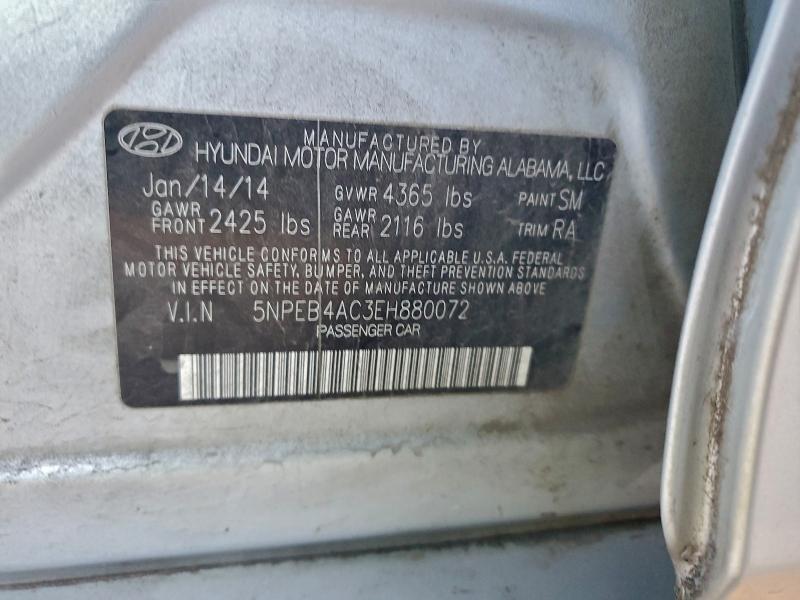 MANUFACTURED BY
HYUNDAI MOTOR MANUFACTURING ALABAMA, LLC
Jan/14/14 GVWR 4365 lbs PAINT SM
GAWR FRONT 2425 lbs GAWR REAR 2116 lbs TRIM RA
THIS VEHICLE CONFORMS TO ALL APPLICABLE U.S.A. FEDERAL
MOTOR VEHICLE SAFETY, BUMPER, AND THEFT PREVENTION STANDARDS
IN EFFECT ON THE DATE OF MANUFACTURE SHOWN ABOVE.
V.I.N 5NPEB4AC3EH880072
PASSENGER CAR